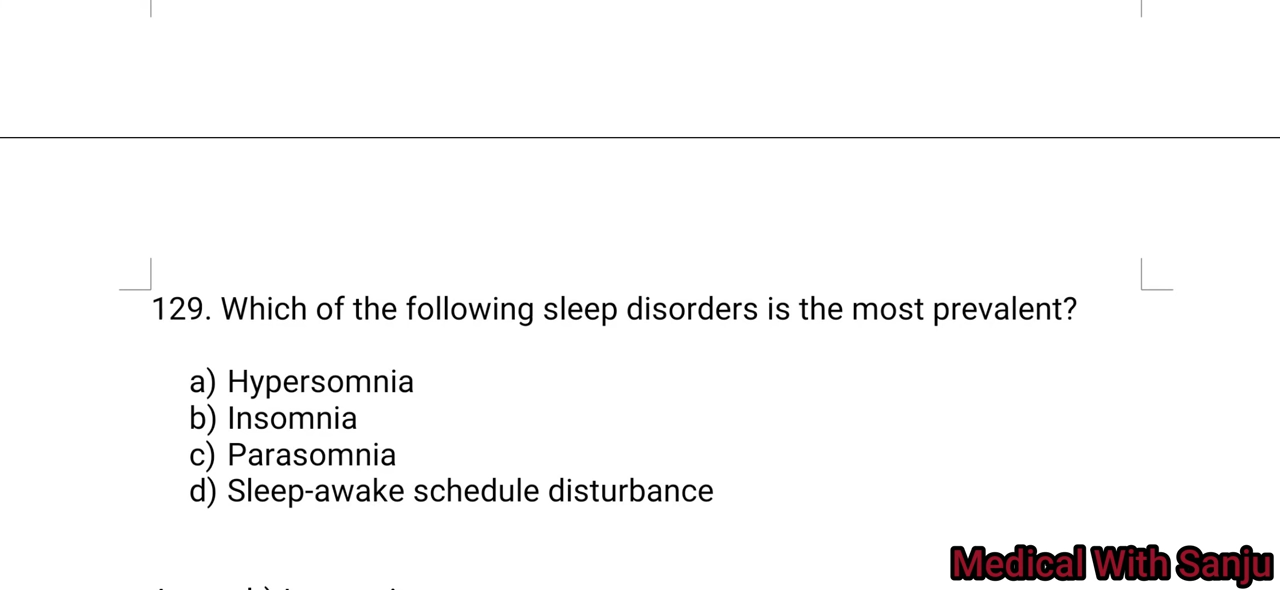 129. Which of the following sleep disorders is the most prevalent?
a) Hypersomnia
b) Insomnia
c) Parasomnia
d) Sleep-awake schedule disturbance
Medical With Sanju